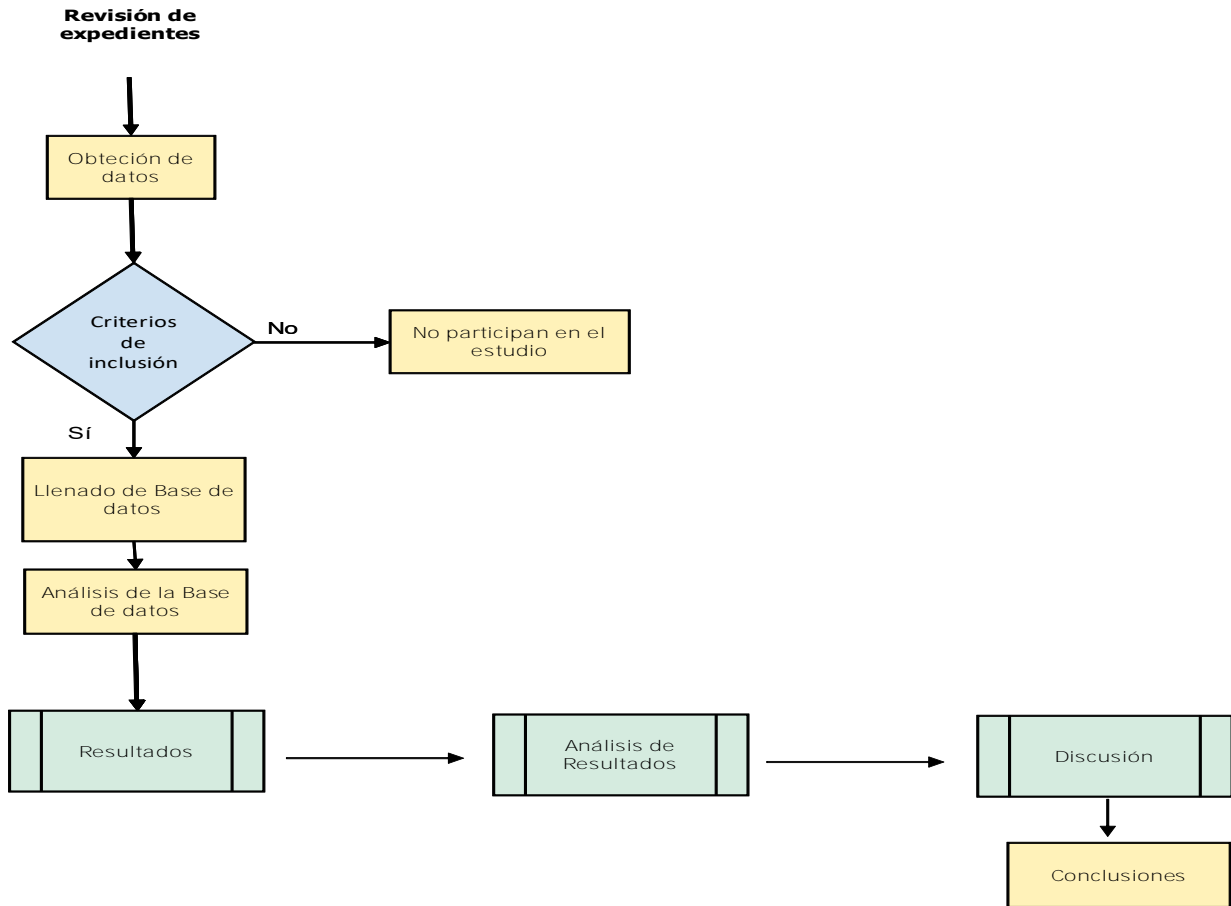 Revisión de
expedientes
Obteción de
datos
Criterios
de
inclusión
No
No participan en el
estudio
Sí
Llenado de Base de
datos
Análisis de la Base
de datos
Resultados
Análisis de
Resultados
Discusión
Conclusiones